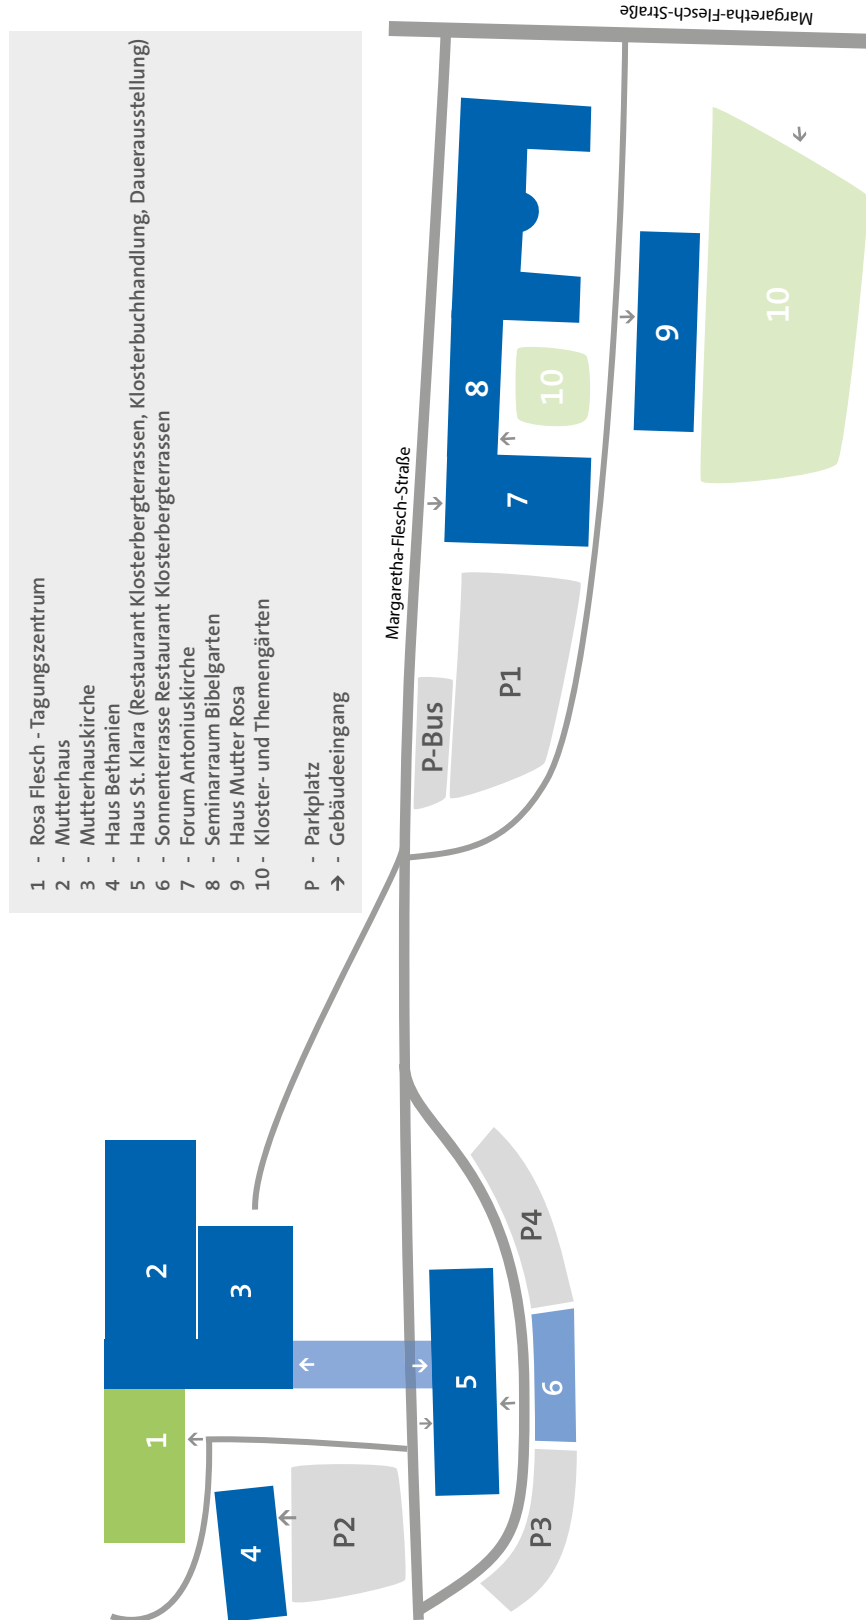 1 - Rosa Flesch - Tagungszentrum
2 - Mutterhaus
3 - Mutterhauskirche
4 - Haus Bethanien
5 - Haus St. Klara (Restaurant Klosterbergterrassen, Klosterbuchhandlung, Dauerausstellung)
6 - Sonnenterrasse Restaurant Klosterbergterrassen
7 - Forum Antoniuskirche
8 - Seminarraum Bibelgarten
9 - Haus Mutter Rosa
10 - Kloster- und Themengärten
P - Parkplatz
→ - Gebäudeeingang
1
2
3
4
P2
5
P3
6
P4
Margaretha-Flesch-Straße
P-Bus
P1
7
8
10
9
10
Margaretha-Flesch-Straße